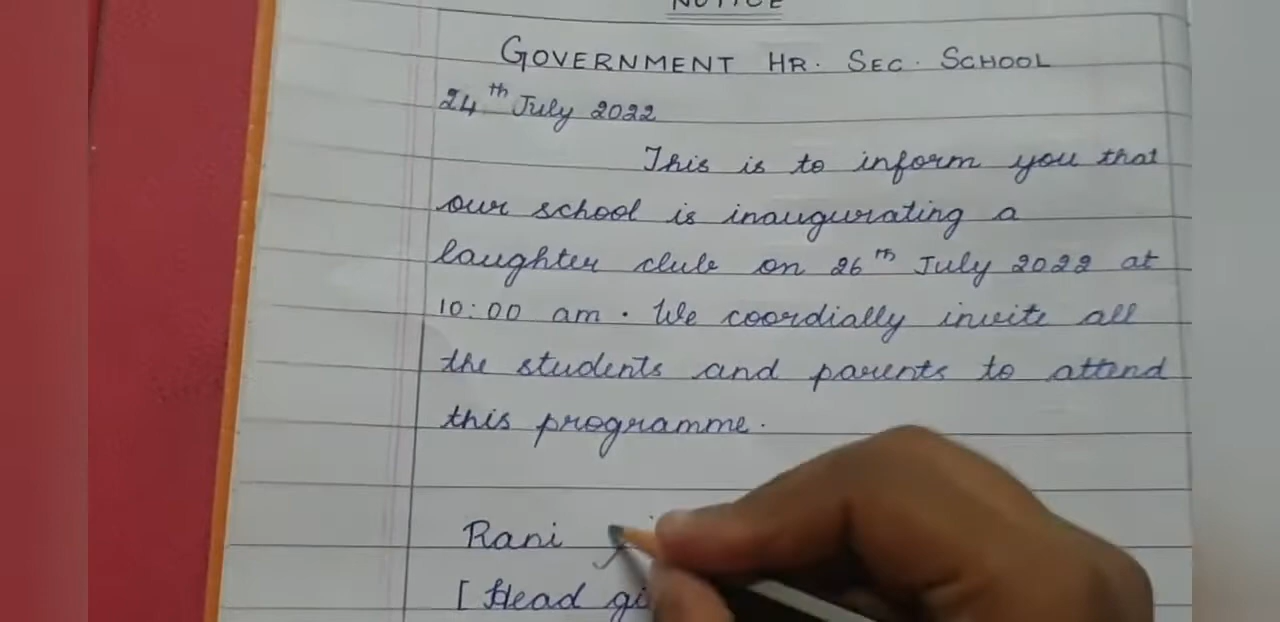 NOTICE
GOVERNMENT HR. SEC. SCHOOL
24th July 2022
This is to inform you that
our school is inaugurating a
laughter club on 26th July 2022 at
10:00 am. We coordially invite all
the students and parents to attend
this programme.
Rani
[Head